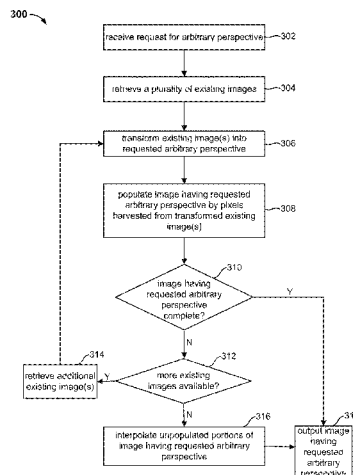 300
receive request for arbitrary perspective
302
retrieve a plurality of existing images
304
transform existing image(s) into
requested arbitrary perspective
306
populate image having requested
arbitrary perspective by pixels
harvested from transformed existing
image(s)
308
310
image having
requested arbitrary
perspective
complete?
Y
N
314
312
retrieve additional
existing image(s)
Y
more existing
images available?
N
316
interpolate unpopulated portions of
image having requested arbitrary
perspective
output image
having
requested
arbitrary
perspective